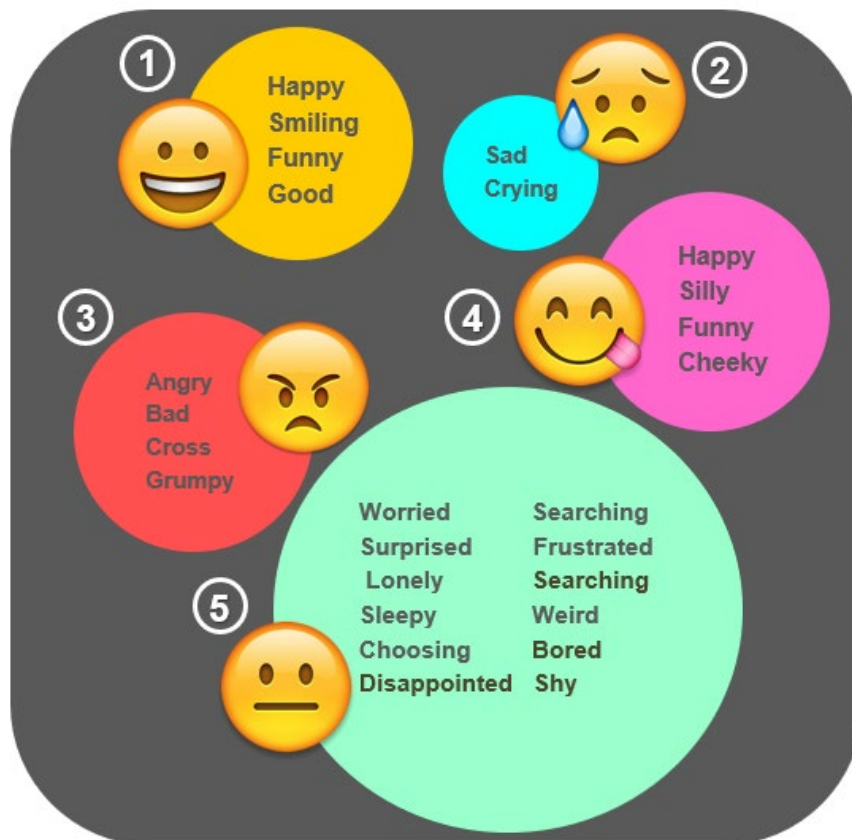 1
Happy
Smiling
Funny
Good
2
Sad
Crying
3
Angry
Bad
Cross
Grumpy
4
Happy
Silly
Funny
Cheeky
5
Worried
Surprised
Lonely
Sleepy
Choosing
Disappointed
Searching
Frustrated
Searching
Weird
Bored
Shy